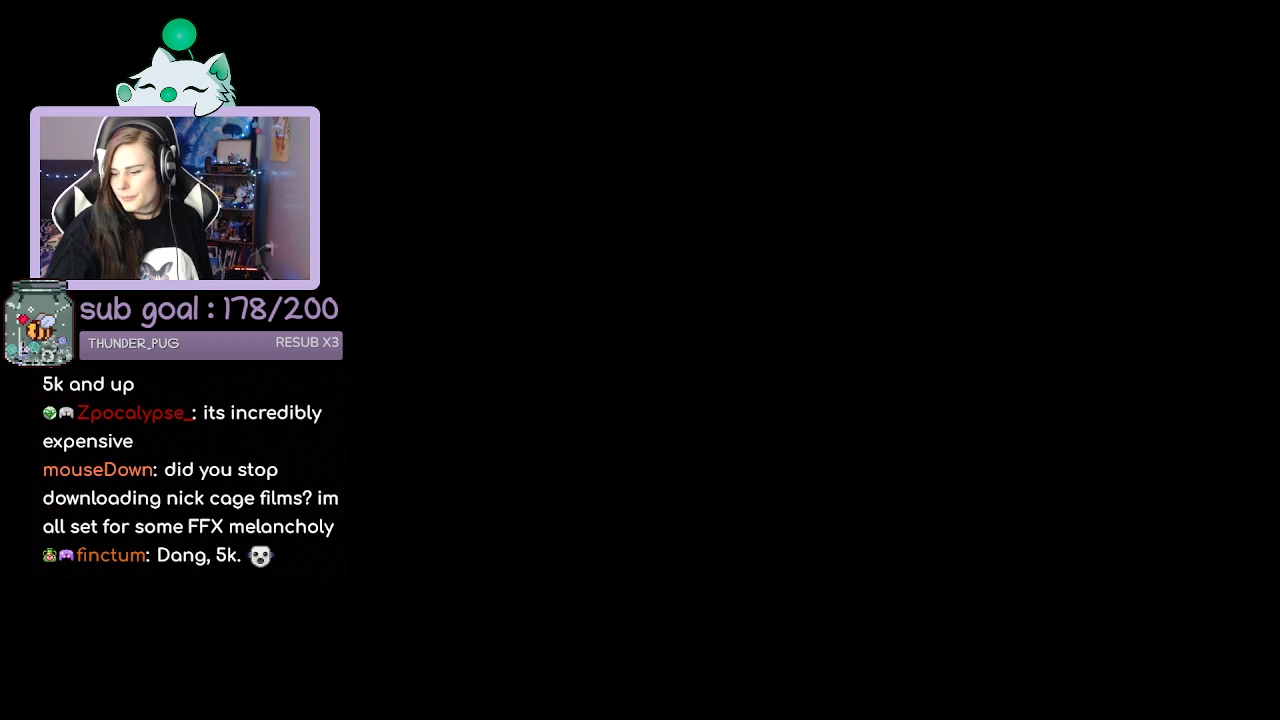 sub goal : 178/200
THUNDER_PUG RESUB X3
5k and up
Zpocalypse_: its incredibly
expensive
mouseDown: did you stop
downloading nick cage films? im
all set for some FFX melancholy
finctum: Dang, 5k.